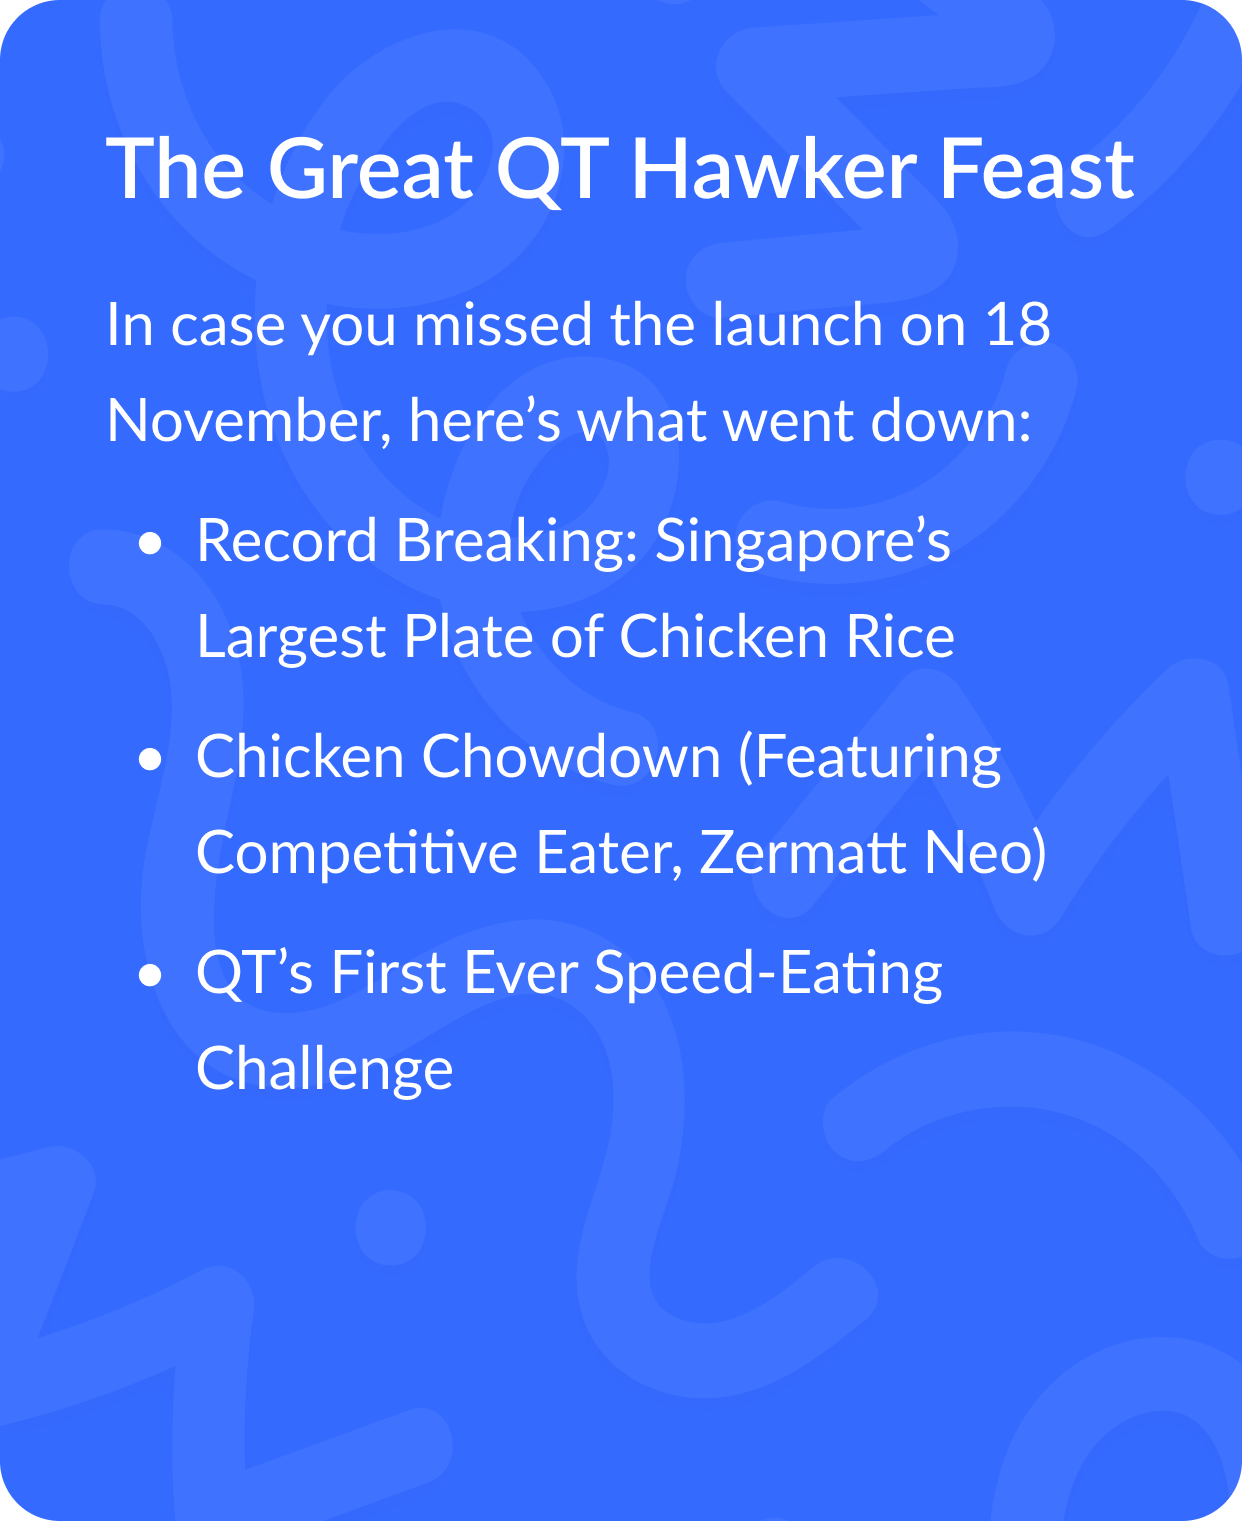 The Great QT Hawker Feast
In case you missed the launch on 18
November, here’s what went down:
• Record Breaking: Singapore’s
Largest Plate of Chicken Rice
• Chicken Chowdown (Featuring
Competitive Eater, Zermatt Neo)
• QT’s First Ever Speed-Eating
Challenge